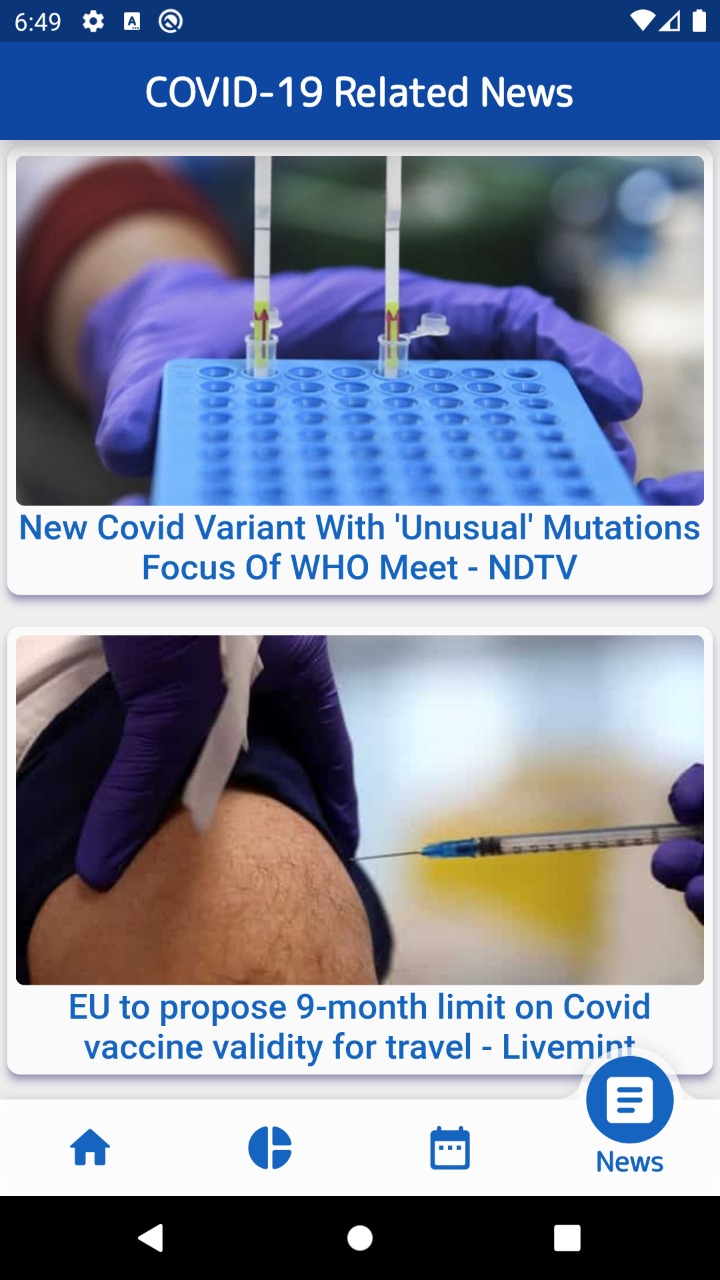 6:49
COVID-19 Related News
New Covid Variant With 'Unusual' Mutations
Focus Of WHO Meet - NDTV
EU to propose 9-month limit on Covid
vaccine validity for travel - Livemint
News